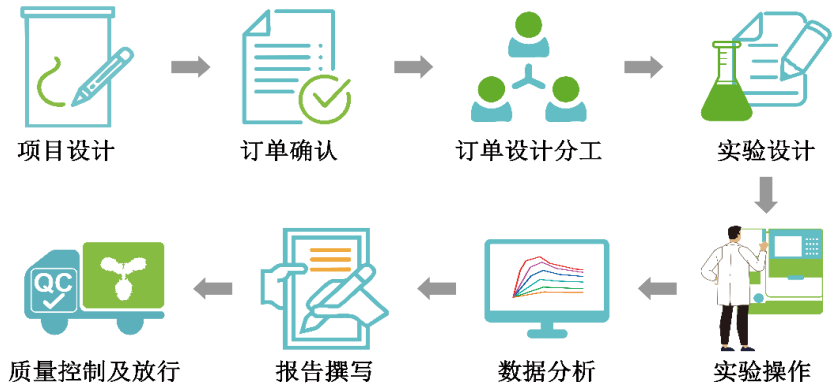 项目设计
订单确认
订单设计分工
实验设计
实验操作
数据分析
报告撰写
QC
质量控制及放行